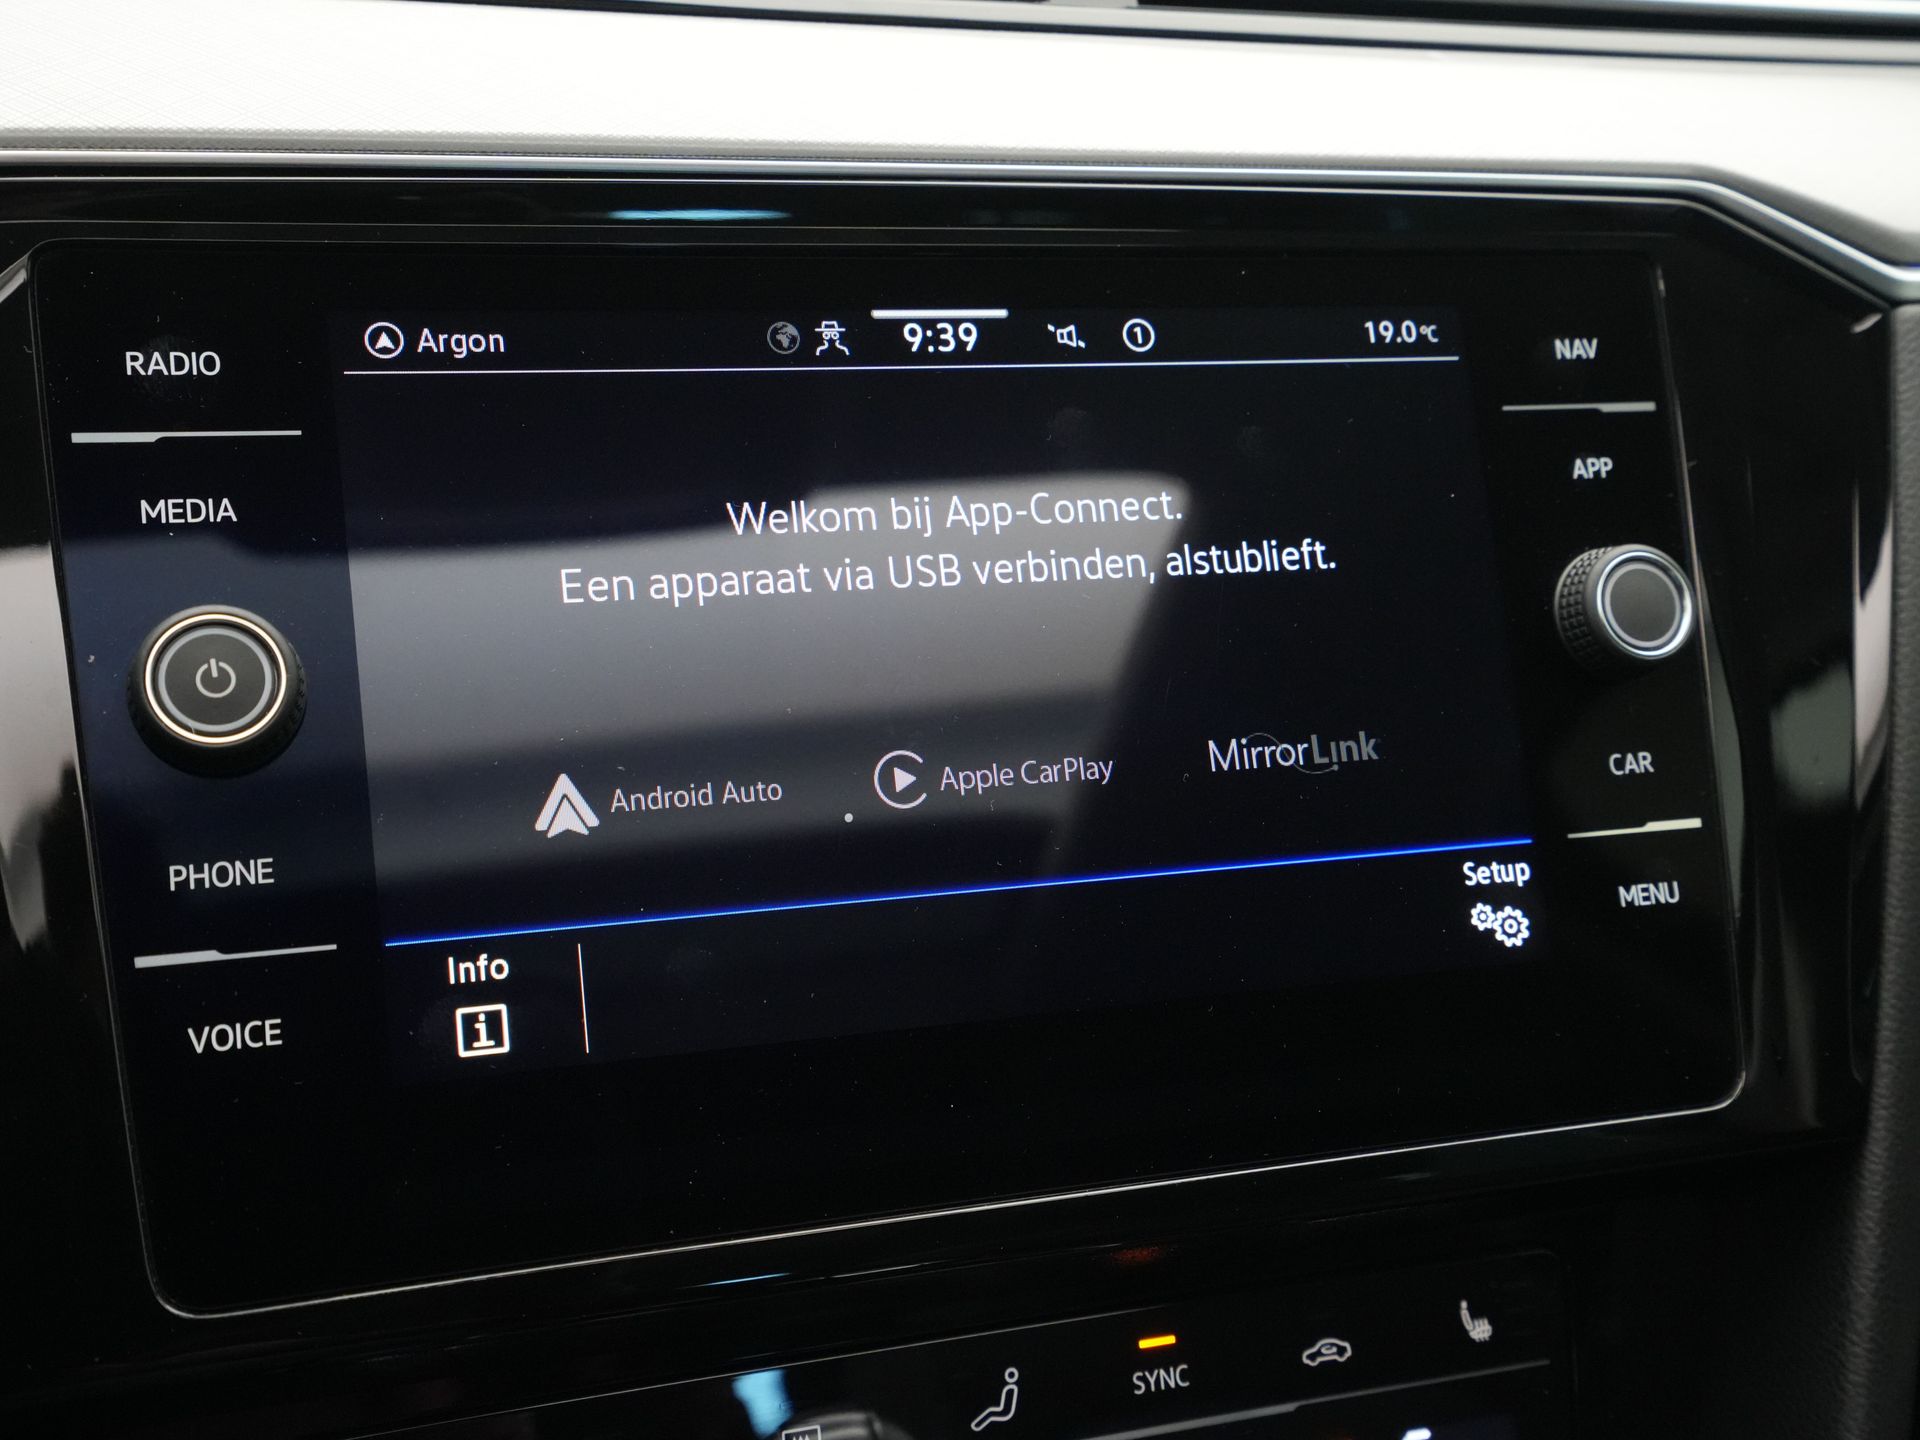 RADIO
MEDIA
PHONE
VOICE
Argon
9:39
1
19.0°C
Welkom bij App-Connect.
Een apparaat via USB verbinden, alstublieft.
Android Auto
Apple CarPlay
MirrorLink
Info
i
Setup
NAV
APP
CAR
MENU
SYNC